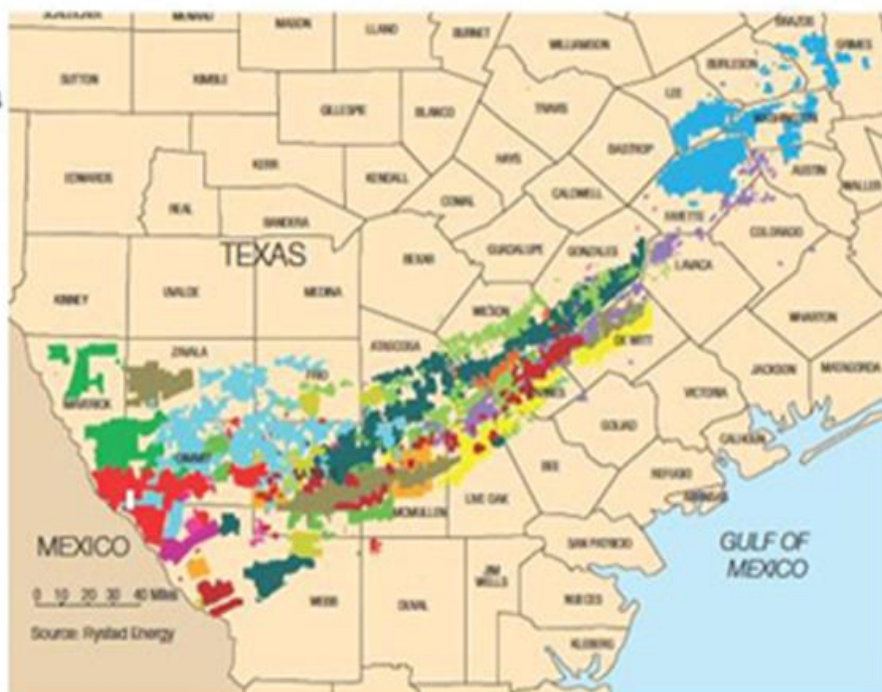 MASON
LLANO
BURNET
WILLIAMSON
BRAZOS
GRIMES
SUTTON
KIMBLE
BURLESON
LEE
GILLESPIE
BLANCO
TRAVIS
WASHINGTON
BASTROP
HAYS
KERR
EDWARDS
KENDALL
AUSTIN
WALLER
CALDWELL
COMAL
REAL
BANDERA
FAYETTE
COLORADO
TEXAS
BEXAR
GUADALUPE
GONZALES
LAVACA
KINNEY
UVALDE
MEDINA
WILSON
WHARTON
ATASCOSA
DE WITT
ZAVALA
FRIO
JACKSON
MATAGORDA
MAVERICK
VICTORIA
GOLIAD
CALHOUN
DIMMIT
BEE
REFUGIO
LIVE OAK
MCMULLEN
MEXICO
SAN PATRICIO
GULF OF
MEXICO
JIM
WELLS
0 10 20 30 40 Miles
WEBB
DUVAL
NUECES
Source: Rystad Energy
KLEBERG